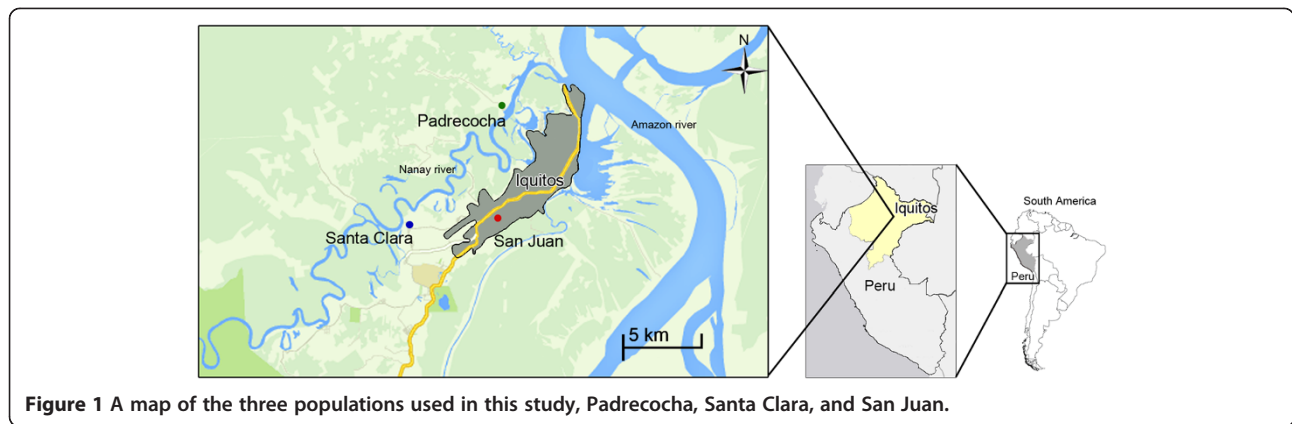 N
Padrecocha
Amazon river
Nanay river
Iquitos
Santa Clara
San Juan
5 km
Iquitos
Peru
South America
Peru
Figure 1 A map of the three populations used in this study, Padrecocha, Santa Clara, and San Juan.